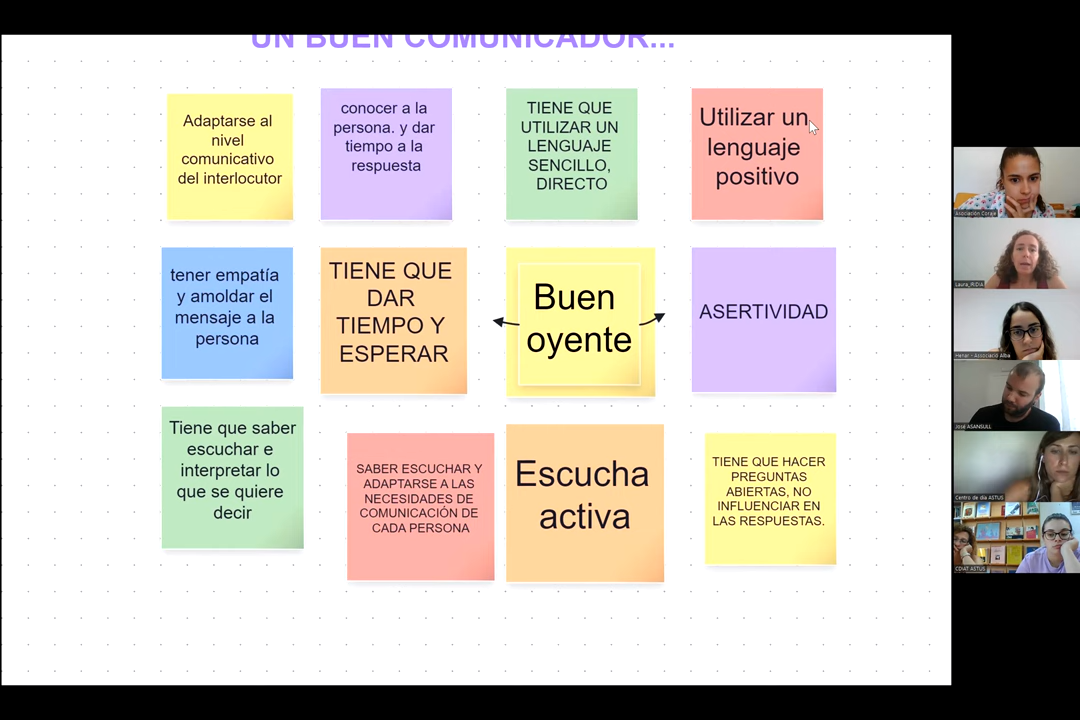 UN BUEN COMUNICADOR...
Adaptarse al
nivel
comunicativo
del interlocutor
conocer a la
persona. y dar
tiempo a la
respuesta
TIENE QUE
UTILIZAR UN
LENGUAJE
SENCILLO,
DIRECTO
Utilizar un
lenguaje
positivo
tener empatía
y amoldar el
mensaje a la
persona
TIENE QUE
DAR
TIEMPO Y
ESPERAR
Buen
oyente
ASERTIVIDAD
Tiene que saber
escuchar e
interpretar lo
que se quiere
decir
SABER ESCUCHAR Y
ADAPTARSE A LAS
NECESIDADES DE
COMUNICACIÓN DE
CADA PERSONA
Escucha
activa
TIENE QUE HACER
PREGUNTAS
ABIERTAS, NO
INFLUENCIAR EN
LAS RESPUESTAS.
Asociación Coraje
Laura_IRIDIA
Henar - Associació Alba
José ASANSULL
Centro de día ASTUS
CDIAT ASTUS